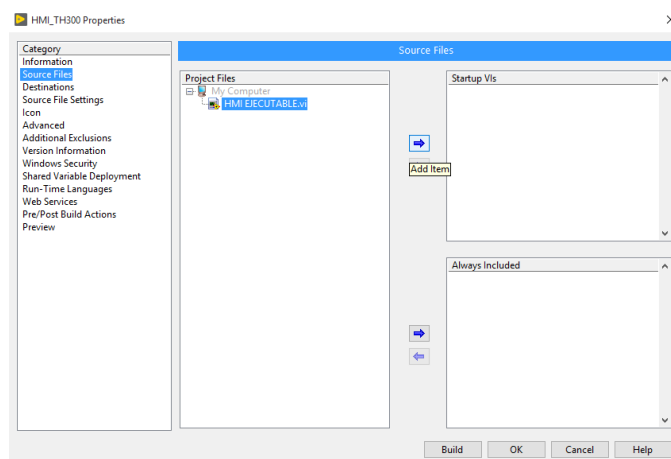 HMI_TH300 Properties
Category
Information
Source Files
Destinations
Source File Settings
Icon
Advanced
Additional Exclusions
Version Information
Windows Security
Shared Variable Deployment
Run-Time Languages
Web Services
Pre/Post Build Actions
Preview
Source Files
Project Files
My Computer
HMI EJECUTABLE.vi
Add Item
Startup VIs
Always Included
Build OK Cancel Help